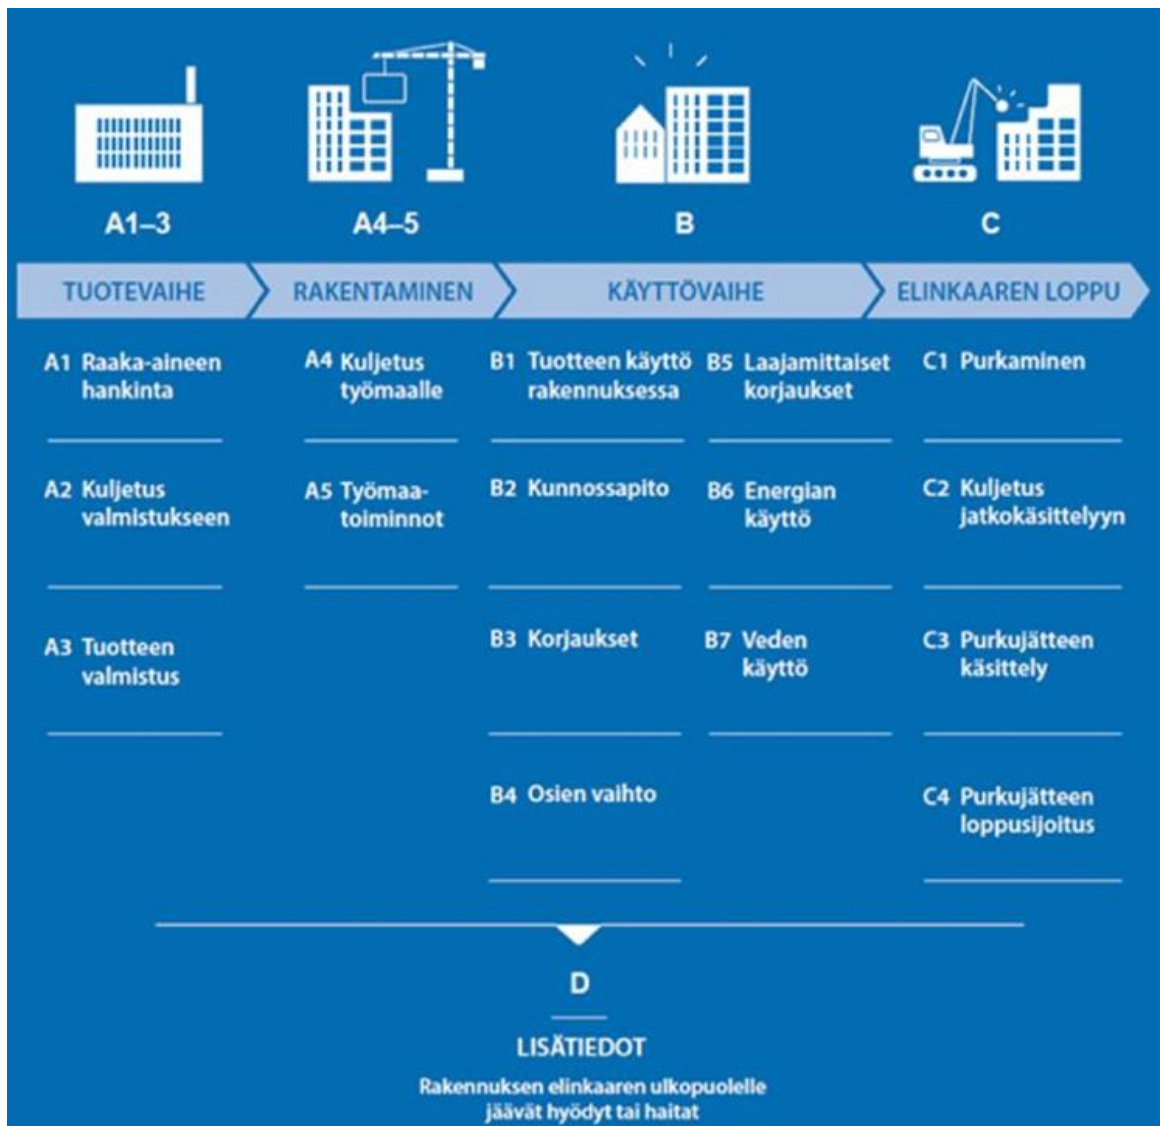 A1–3
A4–5
B
C
TUOTEVAIHE
RAKENTAMINEN
KÄYTTÖVAIHE
ELINKAAREN LOPPU
A1 Raaka-aineen
hankinta
A2 Kuljetus
valmistukseen
A3 Tuotteen
valmistus
A4 Kuljetus
työmaalle
A5 Työmaa-
toiminnot
B1 Tuotteen käyttö
rakennuksessa
B2 Kunnossapito
B3 Korjaukset
B4 Osien vaihto
B5 Laajamittaiset
korjaukset
B6 Energian
käyttö
B7 Veden
käyttö
C1 Purkaminen
C2 Kuljetus
jatkokäsittelyyn
C3 Purkujätteen
käsittely
C4 Purkujätteen
loppusijoitus
D
LISÄTIEDOT
Rakennuksen elinkaaren ulkopuolelle
jäävät hyödyt tai haitat